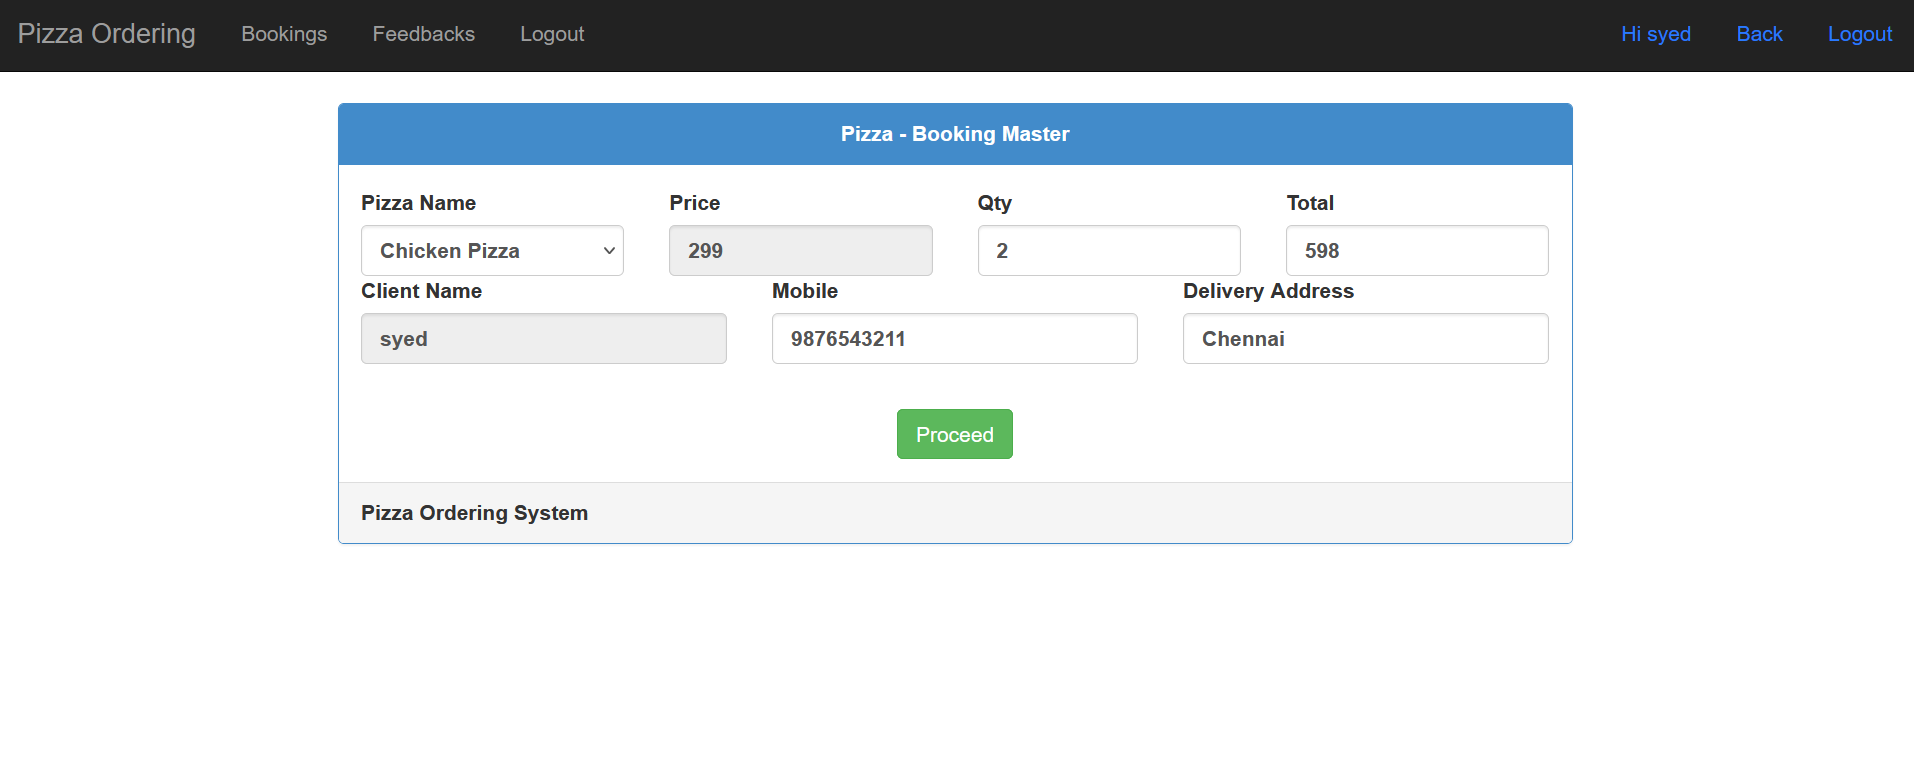 Pizza Ordering Bookings Feedbacks Logout Hi syed Back Logout
Pizza - Booking Master
Pizza Name Price Qty Total
Chicken Pizza 299 2 598
Client Name Mobile Delivery Address
syed 9876543211 Chennai
Proceed
Pizza Ordering System